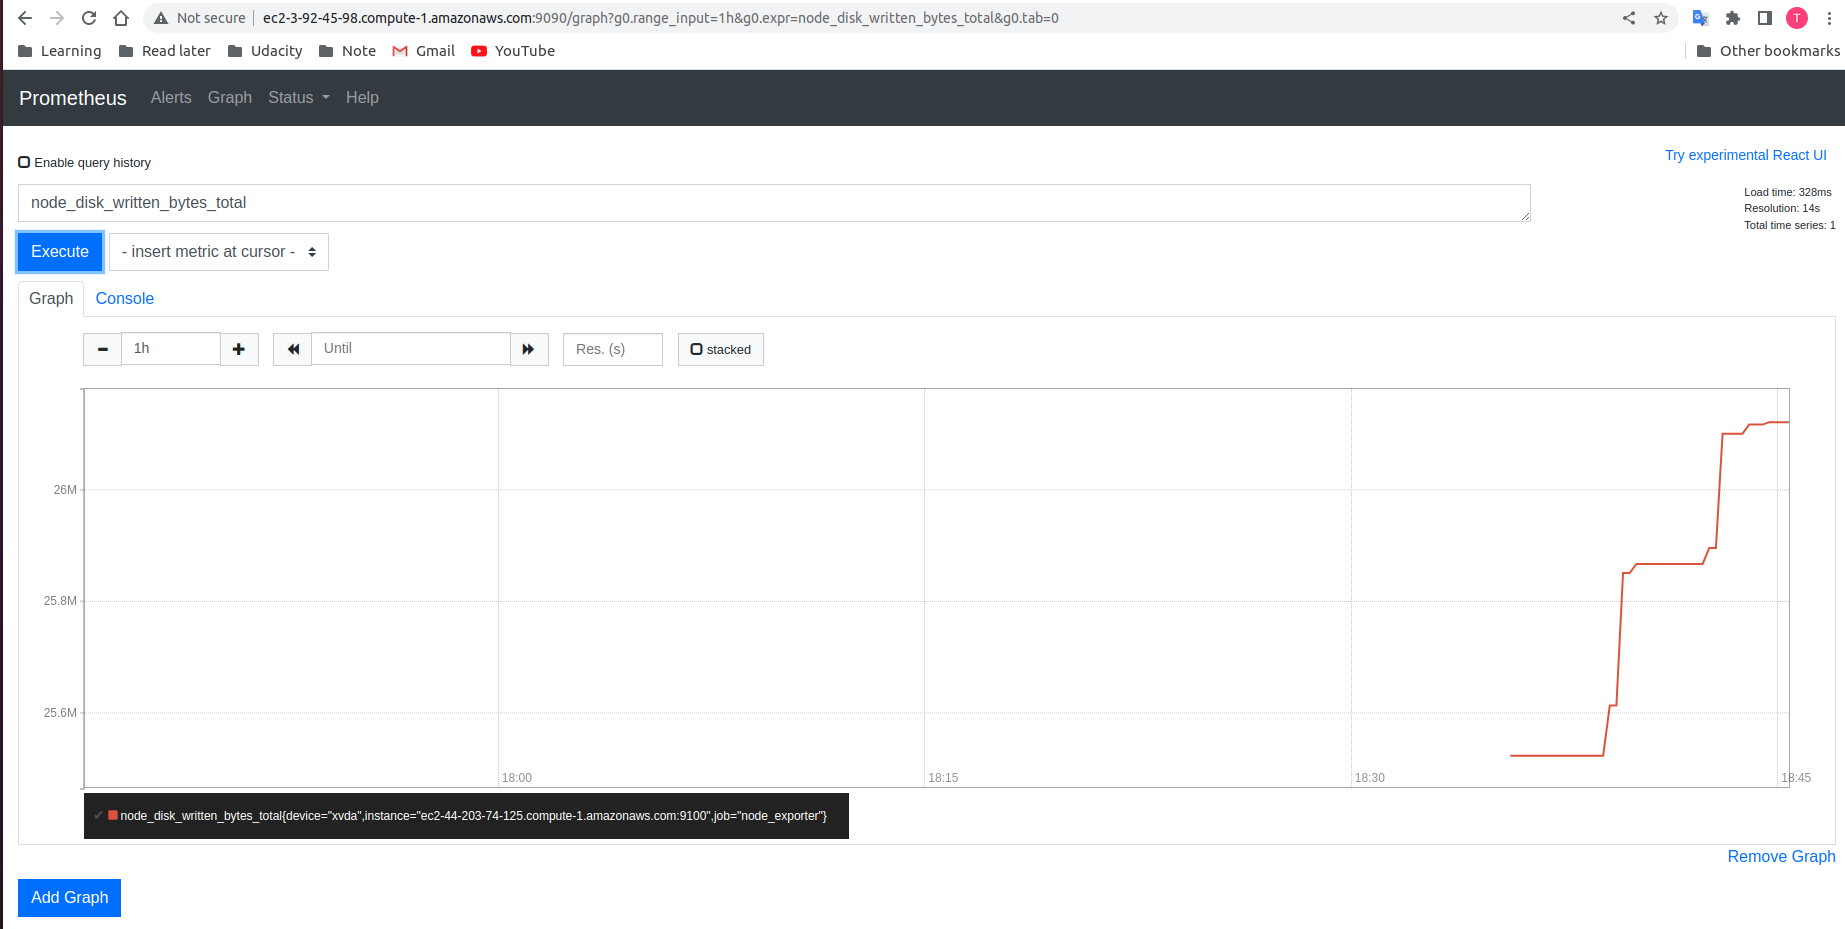 Not secure ec2-3-92-45-98.compute-1.amazonaws.com:9090/graph?g0.range_input=1h&g0.expr=node_disk_written_bytes_total&g0.tab=0 T
Learning Read later Udacity Note Gmail YouTube Other bookmarks
Prometheus Alerts Graph Status Help
Enable query history
Try experimental React UI
node_disk_written_bytes_total
Load time: 328ms
Resolution: 14s
Total time series: 1
Execute - insert metric at cursor -
Graph Console
1h Until Res. (s) stacked
26M
25.8M
25.6M
18:00 18:15 18:30 18:45
node_disk_written_bytes_total{device="xvda",instance="ec2-44-203-74-125.compute-1.amazonaws.com:9100",job="node_exporter"}
Remove Graph
Add Graph